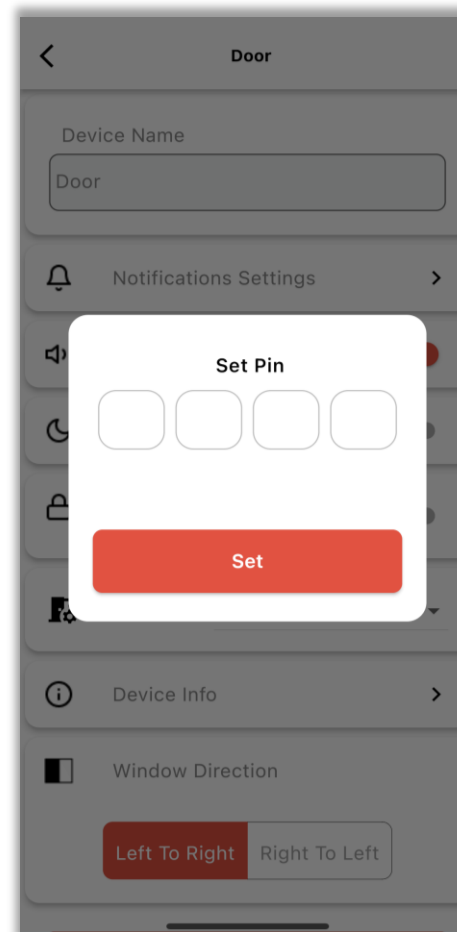 Door
Device Name
Door
Notifications Settings
Set Pin
Set
Device Info
Window Direction
Left To Right
Right To Left